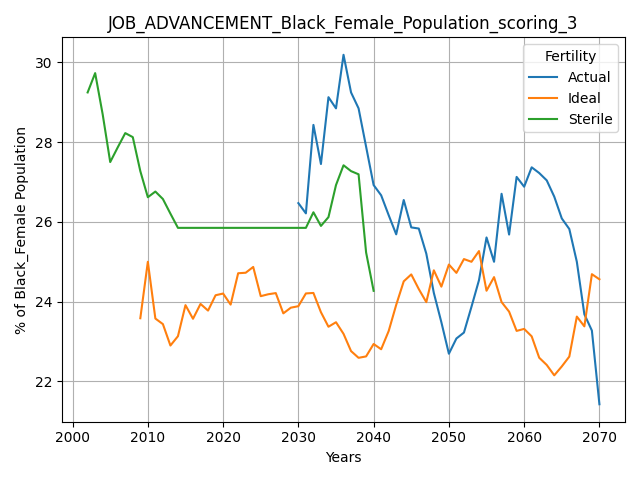 JOB_ADVANCEMENT_Black_Female_Population_scoring_3
% of Black_Female Population
30
28
26
24
22
Fertility
Actual
Ideal
Sterile
2000 2010 2020 2030 2040 2050 2060 2070
Years